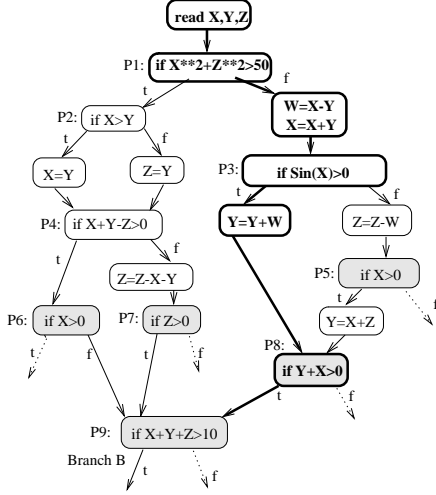 read X,Y,Z
P1:
if X**2+Z**2>50
t
f
P2:
if X>Y
W=X-Y
X=X+Y
t
f
P3:
if Sin(X)>0
X=Y
Z=Y
t
f
P4:
if X+Y-Z>0
Y=Y+W
Z=Z-W
t
f
P5:
if X>0
Z=Z-X-Y
t
f
P6:
if X>0
P7:
if Z>0
Y=X+Z
P8:
t
f
t
f
if Y+X>0
t
f
P9:
if X+Y+Z>10
Branch B
t
f